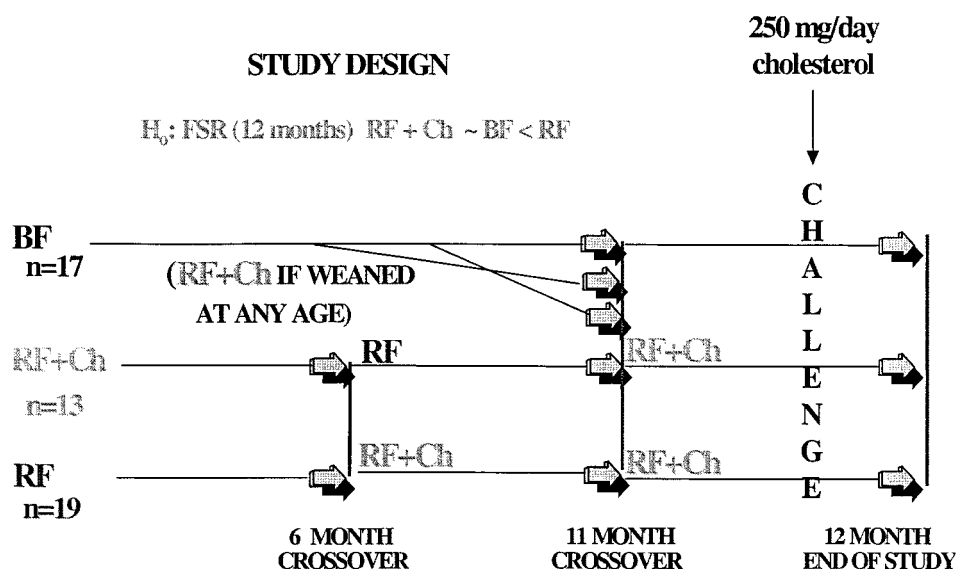 250 mg/day
cholesterol
STUDY DESIGN
H₀: FSR (12 months) RF + Ch ~ BF < RF
BF
n=17
(RF+Ch IF WEANED
AT ANY AGE)
RF+Ch
n=13
RF
RF+Ch
RF
n=19
RF+Ch
RF+Ch
C
H
A
L
L
E
N
G
E
6 MONTH
CROSSOVER
11 MONTH
CROSSOVER
12 MONTH
END OF STUDY